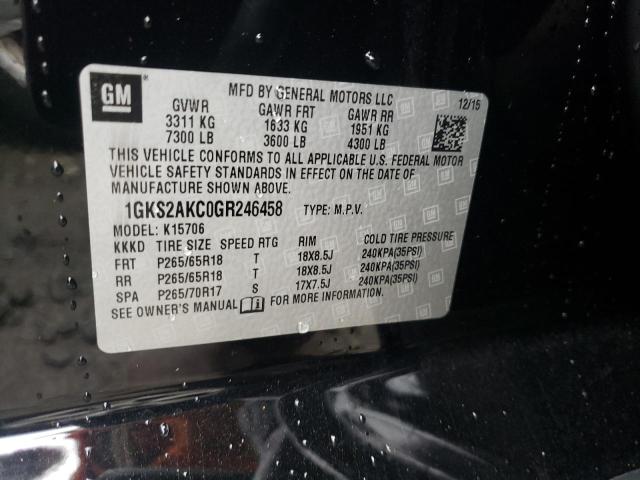 GM ®
MFD BY GENERAL MOTORS LLC 12/15
GVWR GAWR FRT GAWR RR
3311 KG 1633 KG 1951 KG
7300 LB 3600 LB 4300 LB
THIS VEHICLE CONFORMS TO ALL APPLICABLE U.S. FEDERAL MOTOR
VEHICLE SAFETY STANDARDS IN EFFECT ON THE DATE OF
MANUFACTURE SHOWN ABOVE.
1GKS2AKC0GR246458 TYPE: M.P.V.
MODEL: K15706
KKKD TIRE SIZE SPEED RTG RIM COLD TIRE PRESSURE
FRT P265/65R18 T 18X8.5J 240KPA(35PSI)
RR P265/65R18 T 18X8.5J 240KPA(35PSI)
SPA P265/70R17 S 17X7.5J 240KPA(35PSI)
SEE OWNER'S MANUAL FOR MORE INFORMATION.